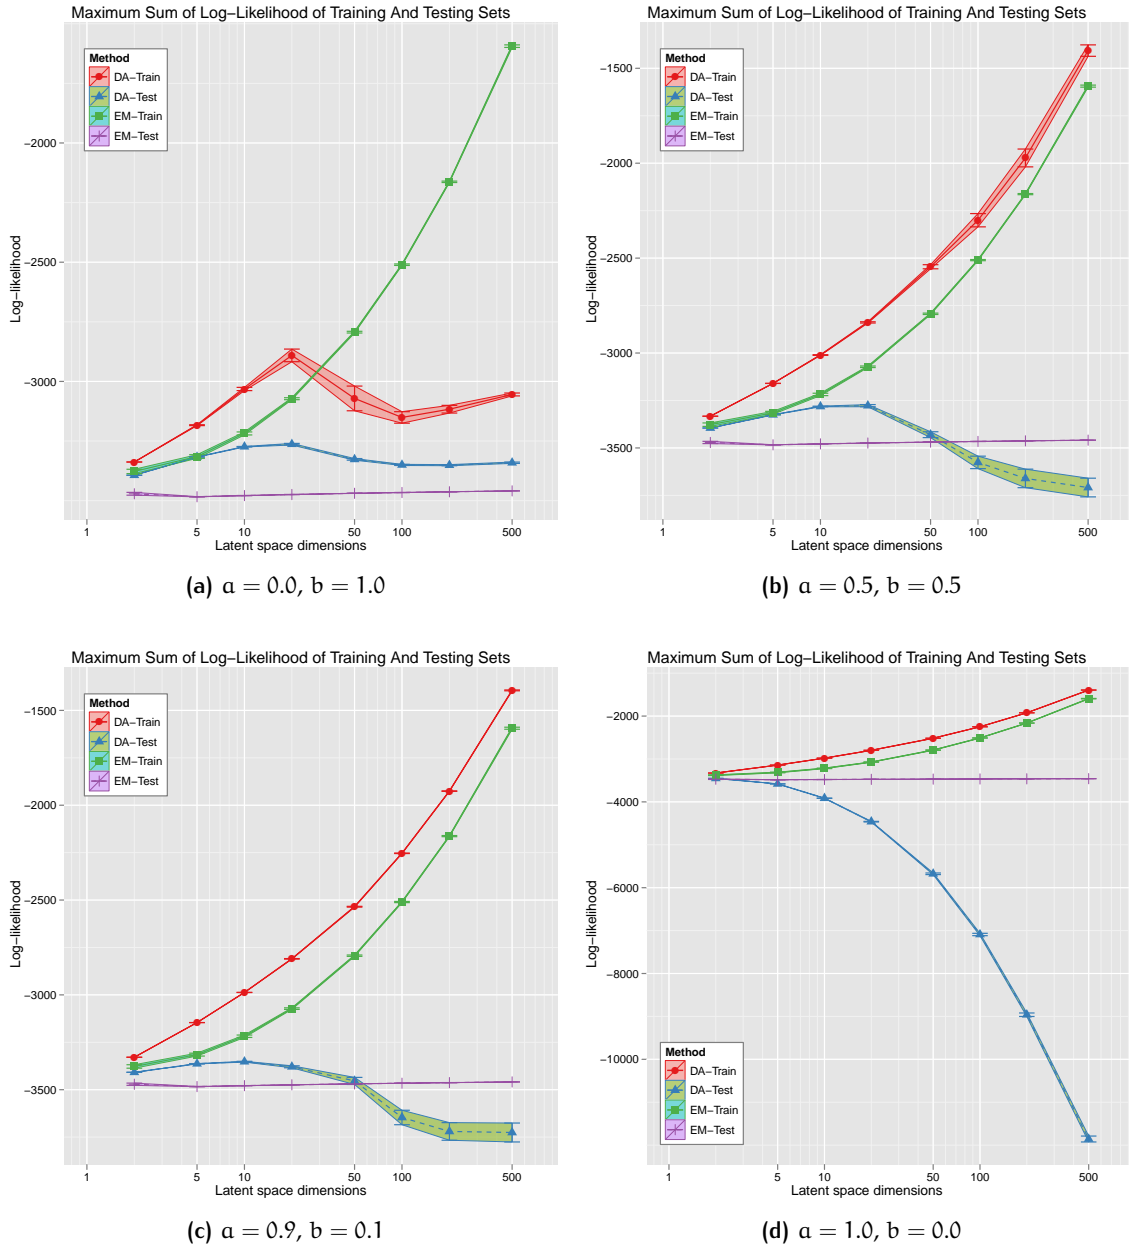 Maximum Sum of Log−Likelihood of Training And Testing Sets
Method
DA−Train
DA−Test
EM−Train
EM−Test
−2000
−2500
−3000
Log−likelihood
1 5 10 50 100 500
Latent space dimensions
(a) a = 0.0, b = 1.0
Maximum Sum of Log−Likelihood of Training And Testing Sets
Method
DA−Train
DA−Test
EM−Train
EM−Test
−1500
−2000
−2500
−3000
−3500
Log−likelihood
1 5 10 50 100 500
Latent space dimensions
(b) a = 0.5, b = 0.5
Maximum Sum of Log−Likelihood of Training And Testing Sets
Method
DA−Train
DA−Test
EM−Train
EM−Test
−1500
−2000
−2500
−3000
−3500
Log−likelihood
1 5 10 50 100 500
Latent space dimensions
(c) a = 0.9, b = 0.1
Maximum Sum of Log−Likelihood of Training And Testing Sets
−2000
−4000
−6000
−8000
−10000
Log−likelihood
Method
DA−Train
DA−Test
EM−Train
EM−Test
1 5 10 50 100 500
Latent space dimensions
(d) a = 1.0, b = 0.0